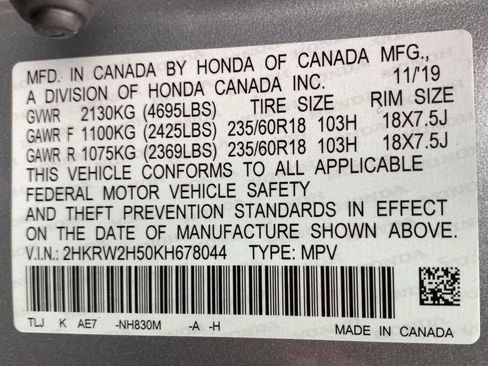 MFD. IN CANADA BY HONDA OF CANADA MFG.,
A DIVISION OF HONDA CANADA INC. 11/'19
GVWR 2130KG (4695LBS) TIRE SIZE RIM SIZE
GAWR F 1100KG (2425LBS) 235/60R18 103H 18X7.5J
GAWR R 1075KG (2369LBS) 235/60R18 103H 18X7.5J
THIS VEHICLE CONFORMS TO ALL APPLICABLE
FEDERAL MOTOR VEHICLE SAFETY
AND THEFT PREVENTION STANDARDS IN EFFECT
ON THE DATE OF MANUFACTURE SHOWN ABOVE.
V.I.N.: 2HKRW2H50KH678044 TYPE: MPV
TLJ K AE7 -NH830M -A -H
MADE IN CANADA